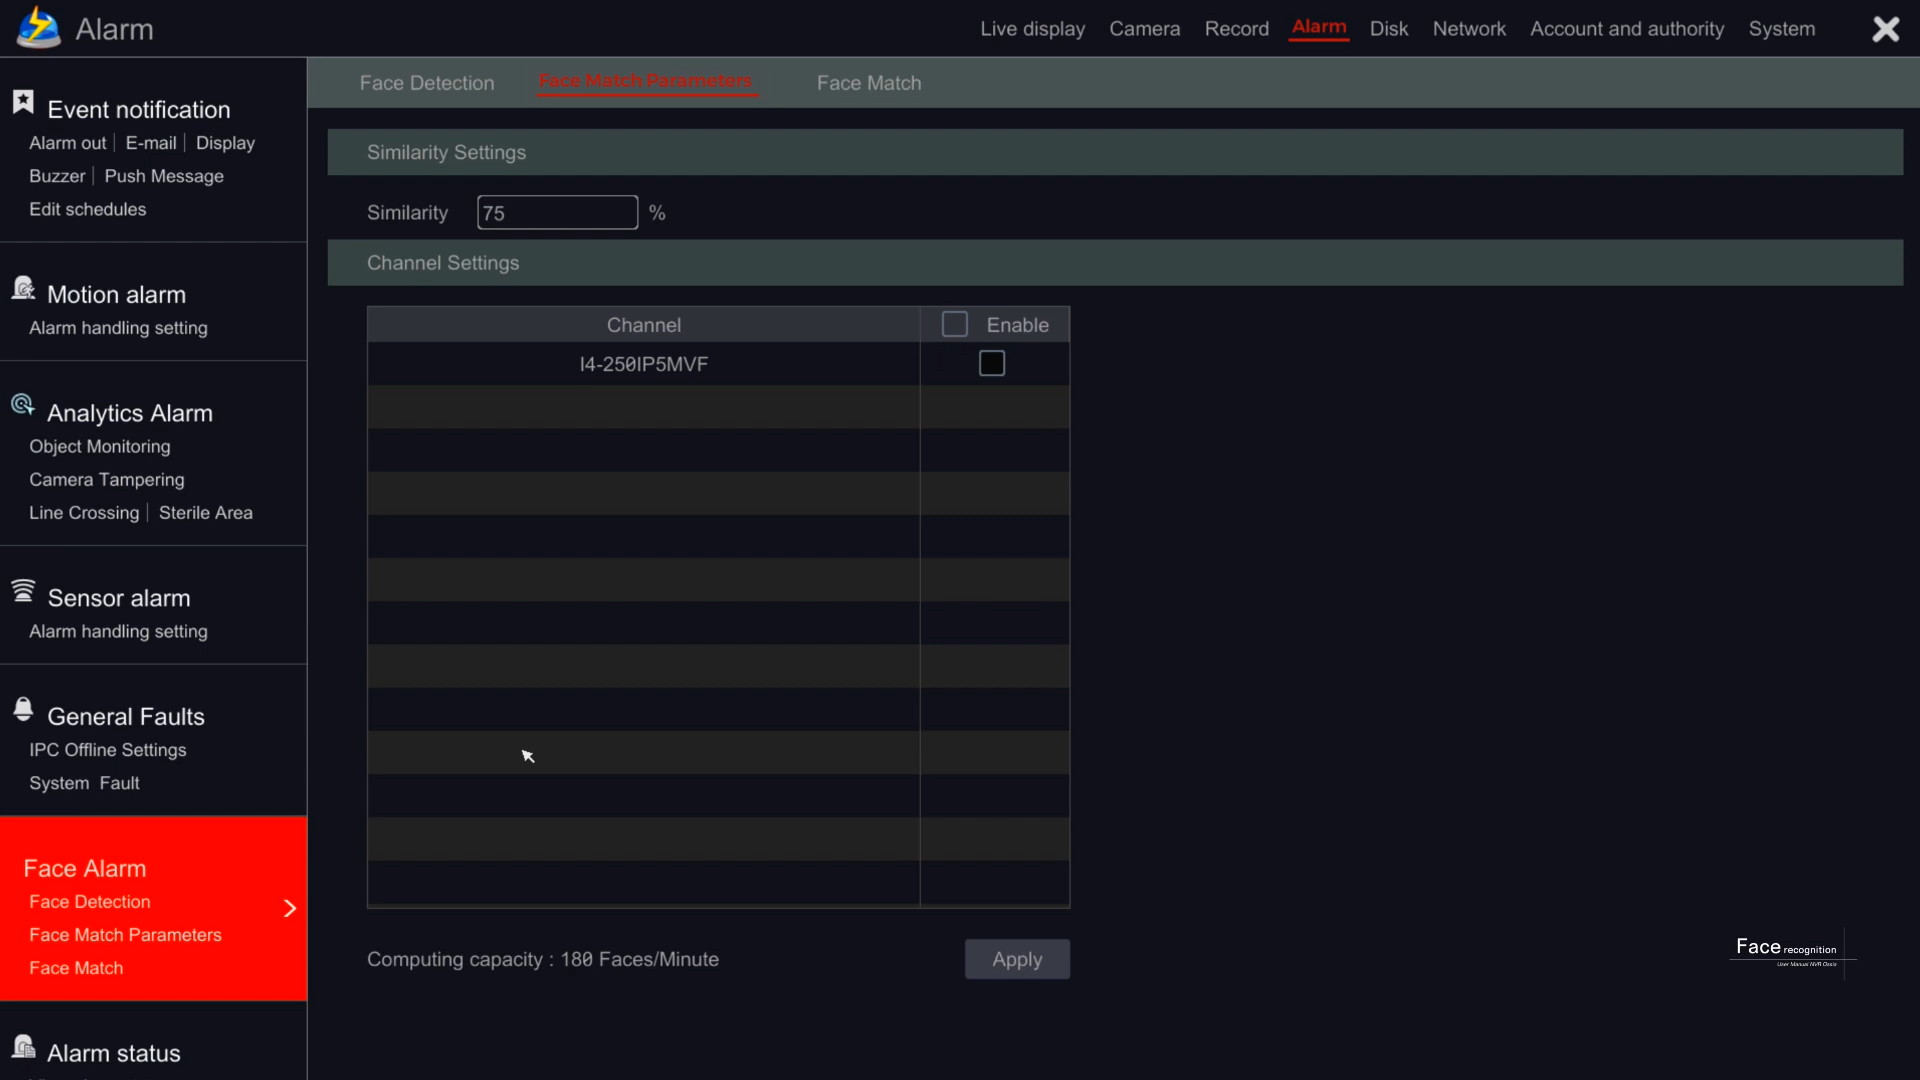 Alarm
Live display Camera Record Alarm Disk Network Account and authority System
Face Detection Face Match Parameters Face Match
Event notification
Alarm out | E-mail | Display
Buzzer | Push Message
Edit schedules
Motion alarm
Alarm handling setting
Analytics Alarm
Object Monitoring
Camera Tampering
Line Crossing | Sterile Area
Sensor alarm
Alarm handling setting
General Faults
IPC Offline Settings
System Fault
Face Alarm
Face Detection
Face Match Parameters
Face Match
Alarm status
Similarity Settings
Similarity 75 %
Channel Settings
Channel Enable
I4-250IP5MVF
Computing capacity : 180 Faces/Minute Apply
Face recognition
User Manual NVR Oasis